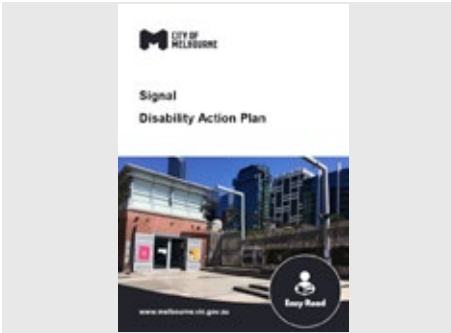 CITY OF
MELBOURNE
Signal
Disability Action Plan
Easy Read
www.melbourne.vic.gov.au